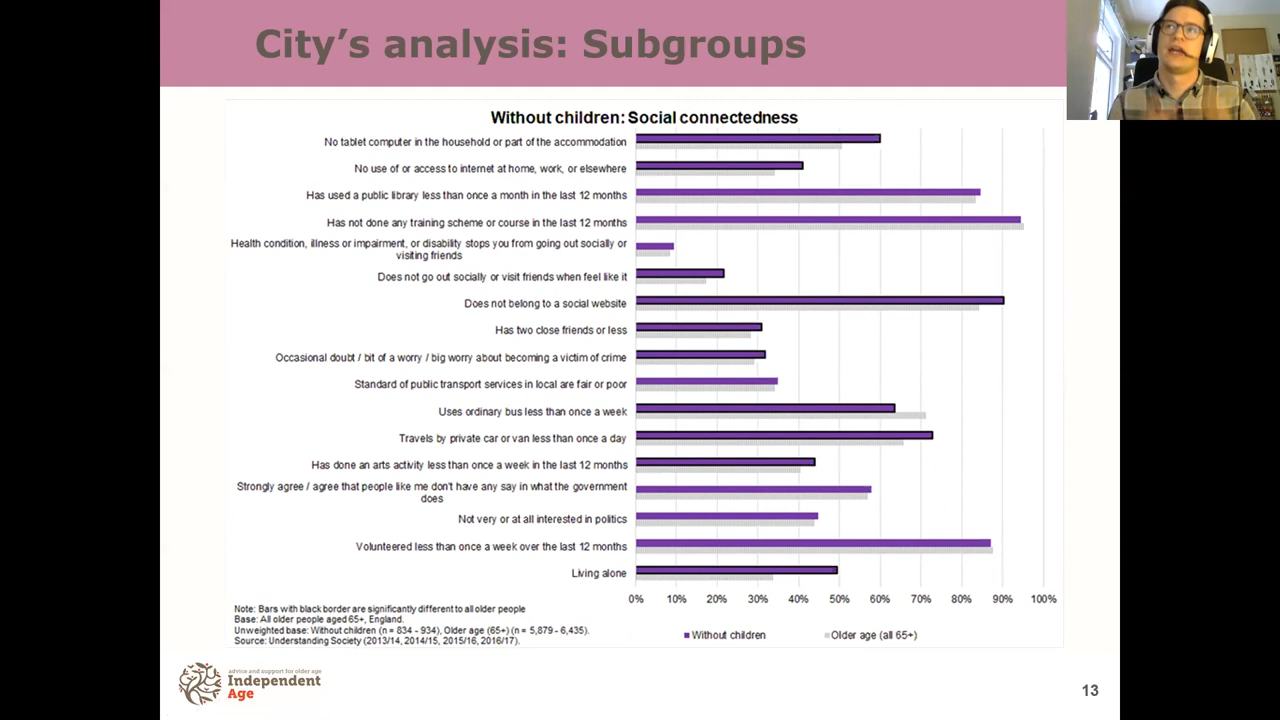 City’s analysis: Subgroups
Without children: Social connectedness
No tablet computer in the household or part of the accommodation
No use of or access to internet at home, work, or elsewhere
Has used a public library less than once a month in the last 12 months
Has not done any training scheme or course in the last 12 months
Health condition, illness or impairment, or disability stops you from going out socially or
visiting friends
Does not go out socially or visit friends when feel like it
Does not belong to a social website
Has two close friends or less
Occasional doubt / bit of a worry / big worry about becoming a victim of crime
Standard of public transport services in local are fair or poor
Uses ordinary bus less than once a week
Travels by private car or van less than once a day
Has done an arts activity less than once a week in the last 12 months
Strongly agree / agree that people like me don't have any say in what the government
does
Not very or at all interested in politics
Volunteered less than once a week over the last 12 months
Living alone
0% 10% 20% 30% 40% 50% 60% 70% 80% 90% 100%
Note: Bars with black border are significantly different to all older people
Base: All older people aged 65+, England.
Unweighted base: Without children (n = 834 - 934), Older age (65+) (n = 5,879 - 6,435).
Source: Understanding Society (2013/14, 2014/15, 2015/16, 2016/17).
Without children
Older age (all 65+)
advice and support for older age
Independent
Age
13